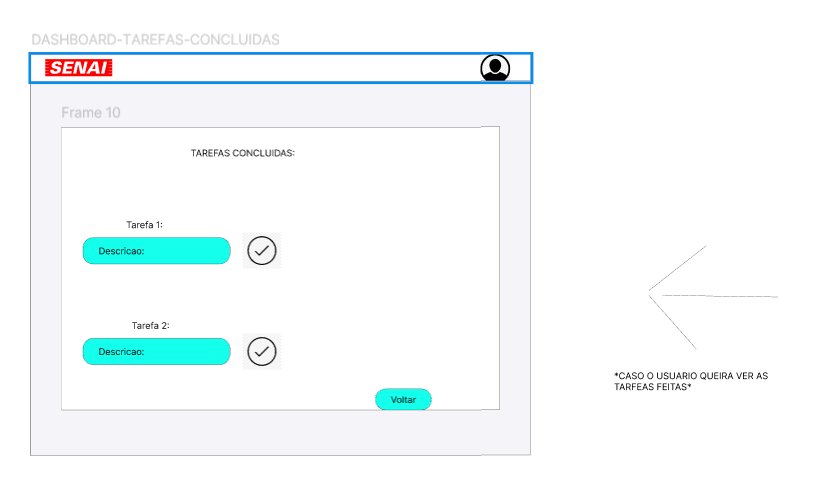 DASHBOARD-TAREFAS-CONCLUIDAS
SENAI
Frame 10
TAREFAS CONCLUIDAS:
Tarefa 1:
Descricao:
Tarefa 2:
Descricao:
Voltar
*CASO O USUARIO QUEIRA VER AS
TARFEAS FEITAS*